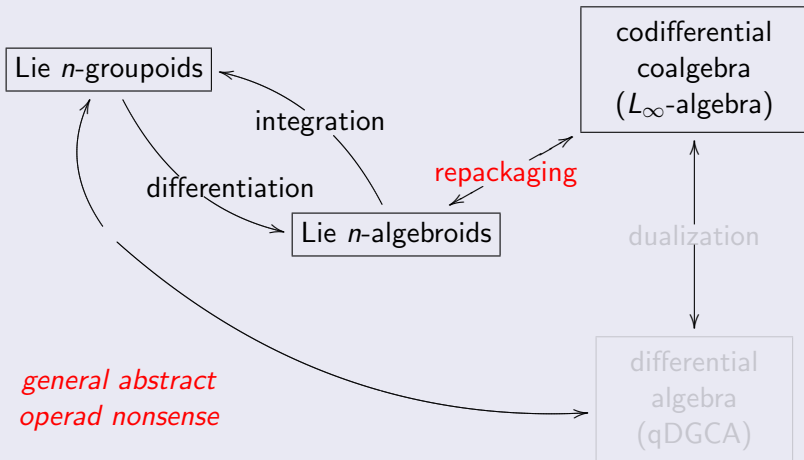 Lie n-groupoids
codifferential
coalgebra
(L∞-algebra)
integration
differentiation
repackaging
Lie n-algebroids
dualization
general abstract
operad nonsense
differential
algebra
(qDGCA)